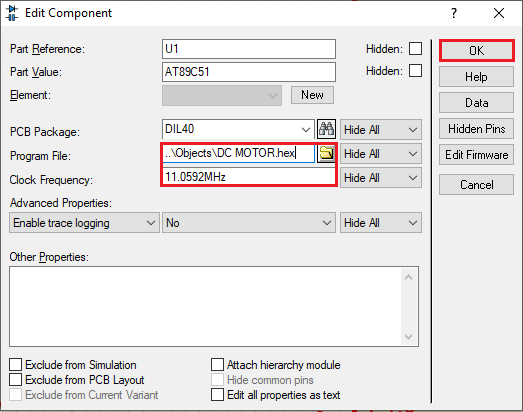 Edit Component
?
Part Reference: U1 Hidden: OK
Part Value: AT89C51 Hidden: Help
Element: New Data
PCB Package: DIL40 Hide All Hidden Pins
Program File: ..\Objects\DC MOTOR.hex Hide All Edit Firmware
Clock Frequency: 11.0592MHz Hide All Cancel
Advanced Properties:
Enable trace logging No Hide All
Other Properties:
Exclude from Simulation Attach hierarchy module
Exclude from PCB Layout Hide common pins
Exclude from Current Variant Edit all properties as text